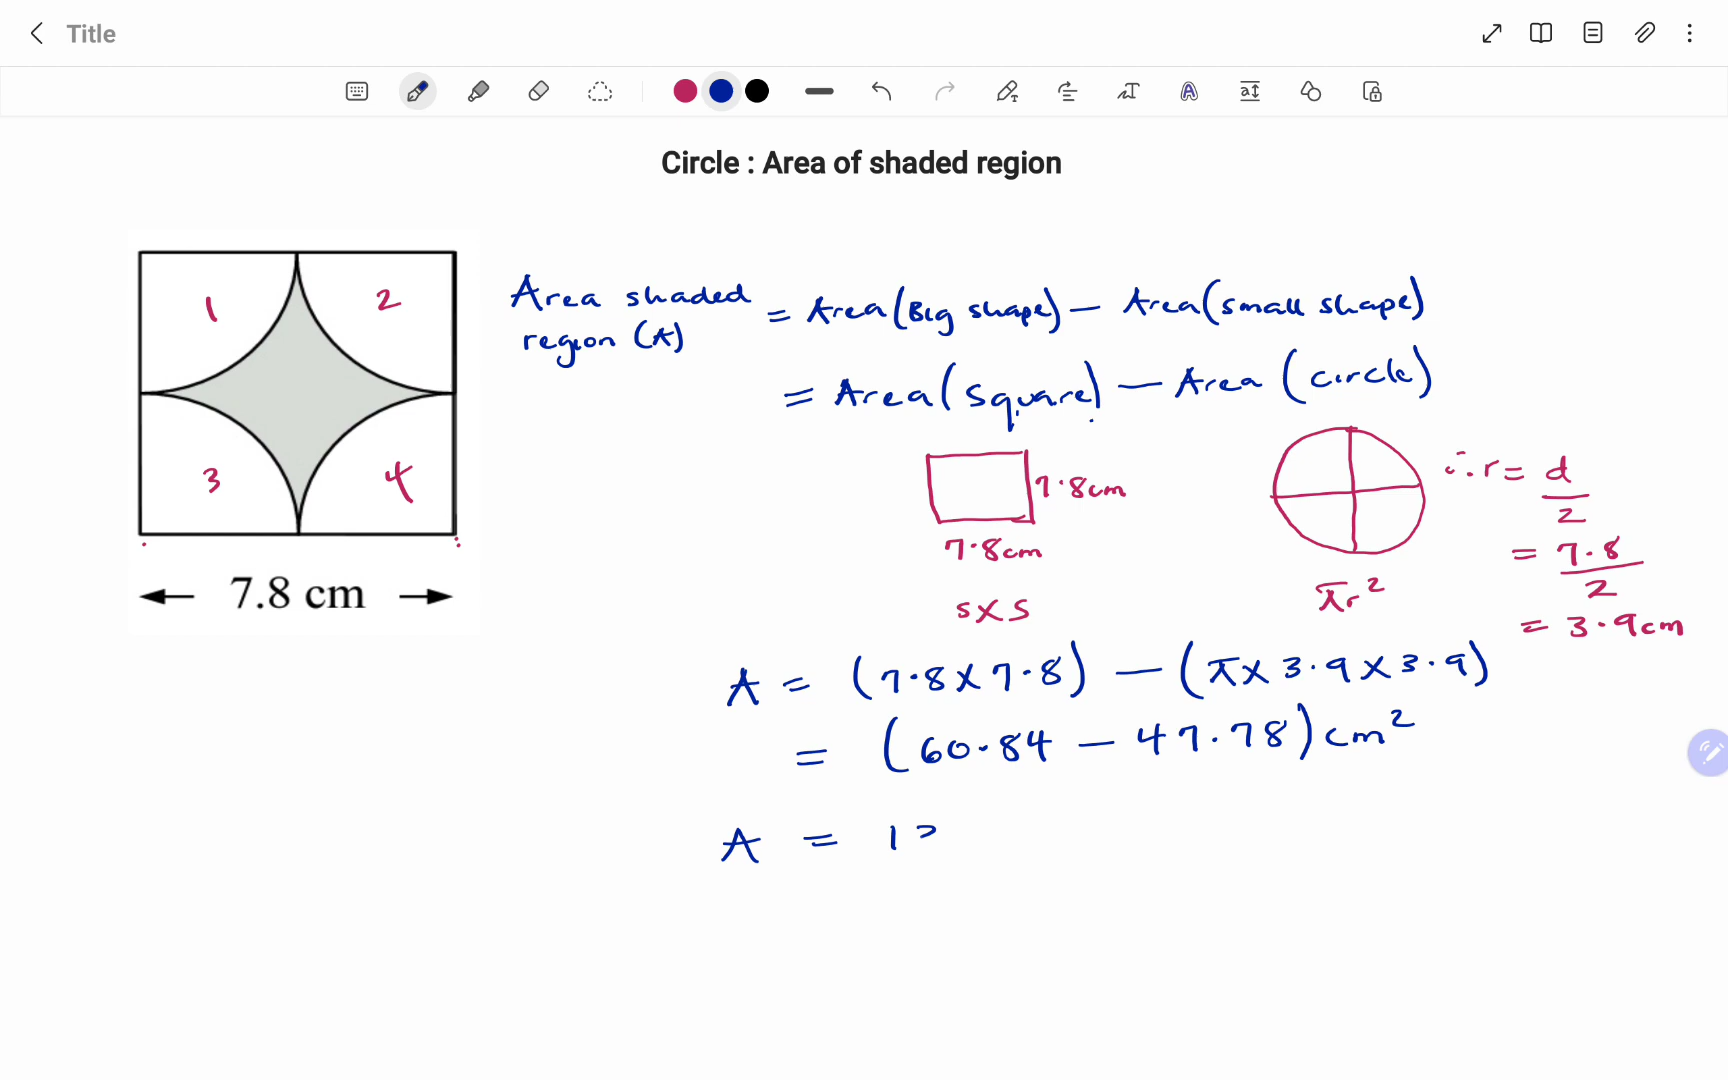 Title
Circle : Area of shaded region
1 2
3 4
7.8 cm
Area shaded region (A) = Area (Big shape) – Area (small shape)
= Area (square) – Area (circle)
7.8cm
7.8cm
s x s
πr²
∴ r = d/2
= 7.8/2
= 3.9cm
A = (7.8 x 7.8) – (π x 3.9 x 3.9)
= (60.84 – 47.78) cm²
A = 1